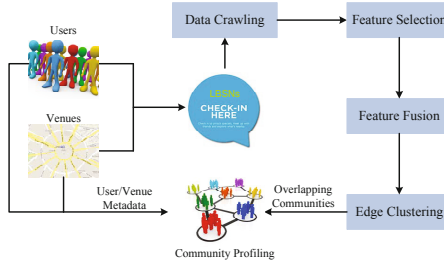 Users
Data Crawling
Feature Selection
LBSNs
CHECK-IN
HERE
Venues
Feature Fusion
User/Venue
Metadata
Overlapping
Communities
Edge Clustering
Community Profiling